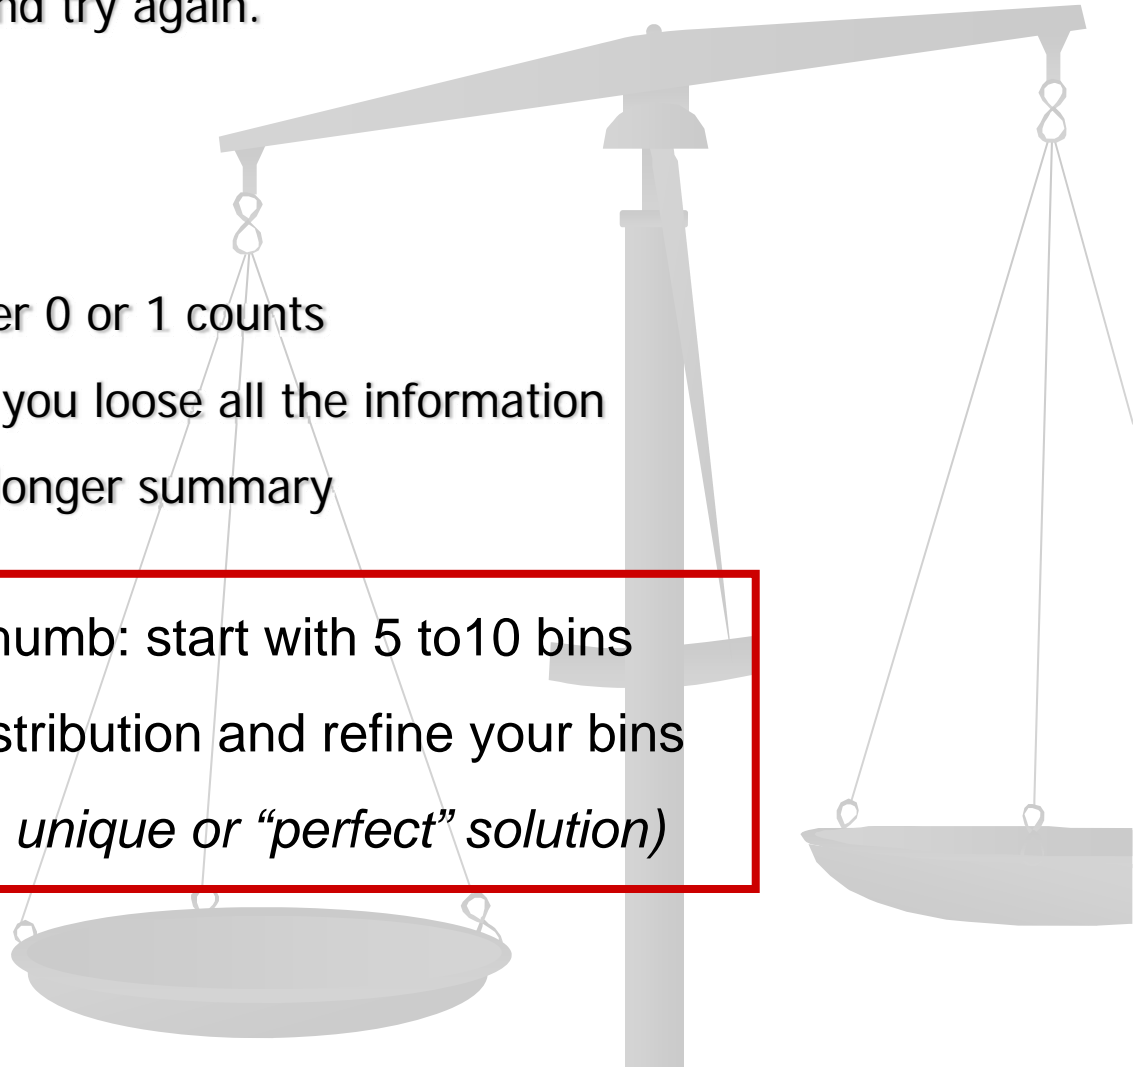 nd try again.
er 0 or 1 counts
you loose all the information
longer summary
humb: start with 5 to10 bins
stribution and refine your bins
unique or “perfect” solution)